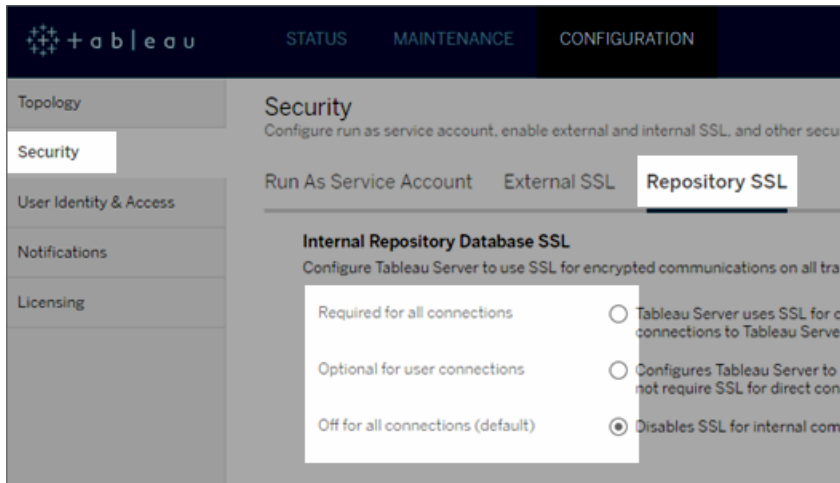 + a b | e a u
STATUS MAINTENANCE CONFIGURATION
Topology
Security
User Identity & Access
Notifications
Licensing
Security
Configure run as service account, enable external and internal SSL, and other secu
Run As Service Account External SSL Repository SSL
Internal Repository Database SSL
Configure Tableau Server to use SSL for encrypted communications on all tra
Required for all connections Tableau Server uses SSL for c
connections to Tableau Serve
Optional for user connections Configures Tableau Server to
not require SSL for direct con
Off for all connections (default) Disables SSL for internal com